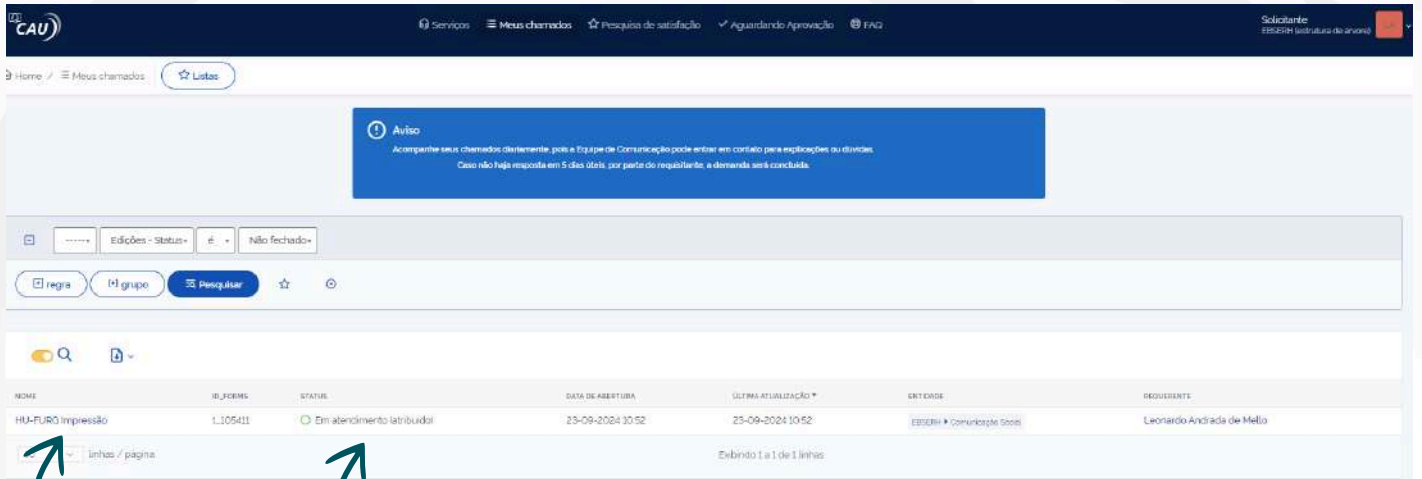 CAU
Serviços Meus chamados Pesquisa de satisfação Aguardando Aprovação FAQ
Solicitante
EBSERH (estrutura de árvore)
Home / Meus chamados Listas
Aviso
Acompanhe seus chamados diariamente, pois a Equipe de Comunicação pode entrar em contato para explicações ou dúvidas.
Caso não haja resposta em 5 dias úteis, por parte do requisitante, a demanda será concluída.
----- Edições - Status é Não fechado
regra grupo Pesquisar
NOME ID_FORMS STATUS DATA DE ABERTURA ÚLTIMA ATUALIZAÇÃO ENTIDADE REQUERENTE
HU-FURG Impressão 1_105411 Em atendimento (atribuído) 23-09-2024 10:52 23-09-2024 10:52 EBSERH Comunicação Social Leonardo Andrada de Mello
linhas / página Exibindo 1 a 1 de 1 linhas